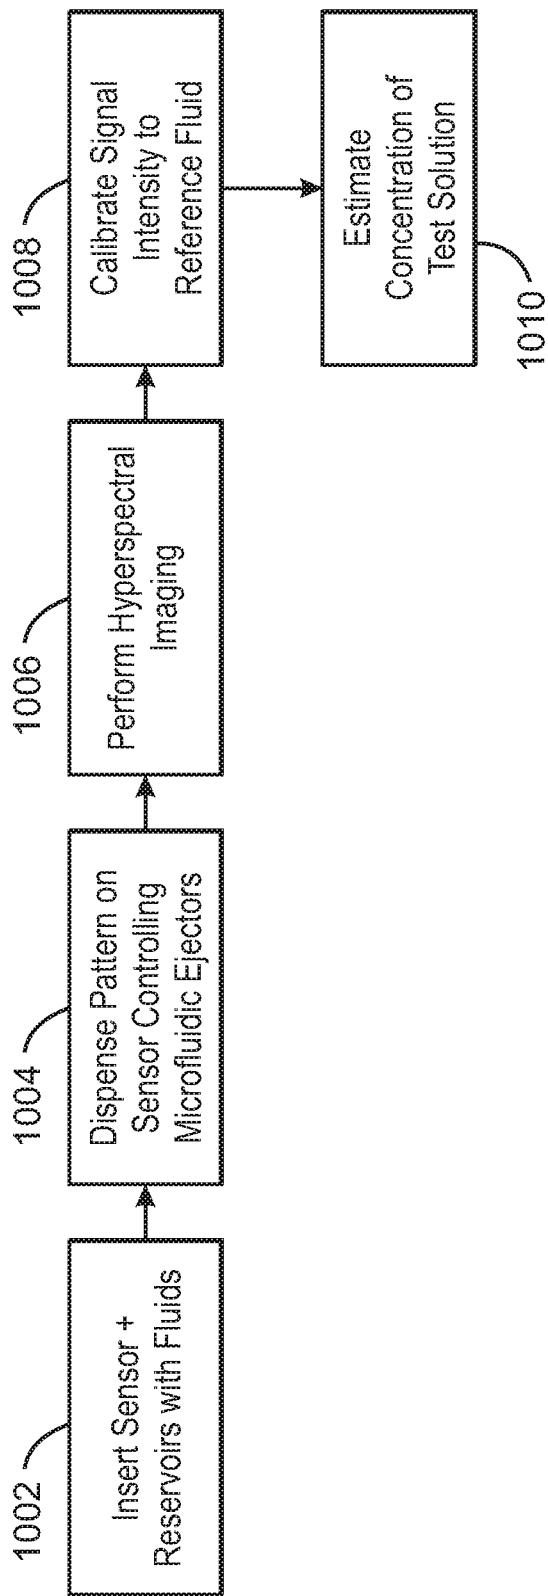 1002
Insert Sensor +
Reservoirs with Fluids
1004
Dispense Pattern on
Sensor Controlling
Microfluidic Ejectors
1006
Perform Hyperspectral
Imaging
1008
Calibrate Signal
Intensity to
Reference Fluid
Estimate
Concentration of
Test Solution
1010